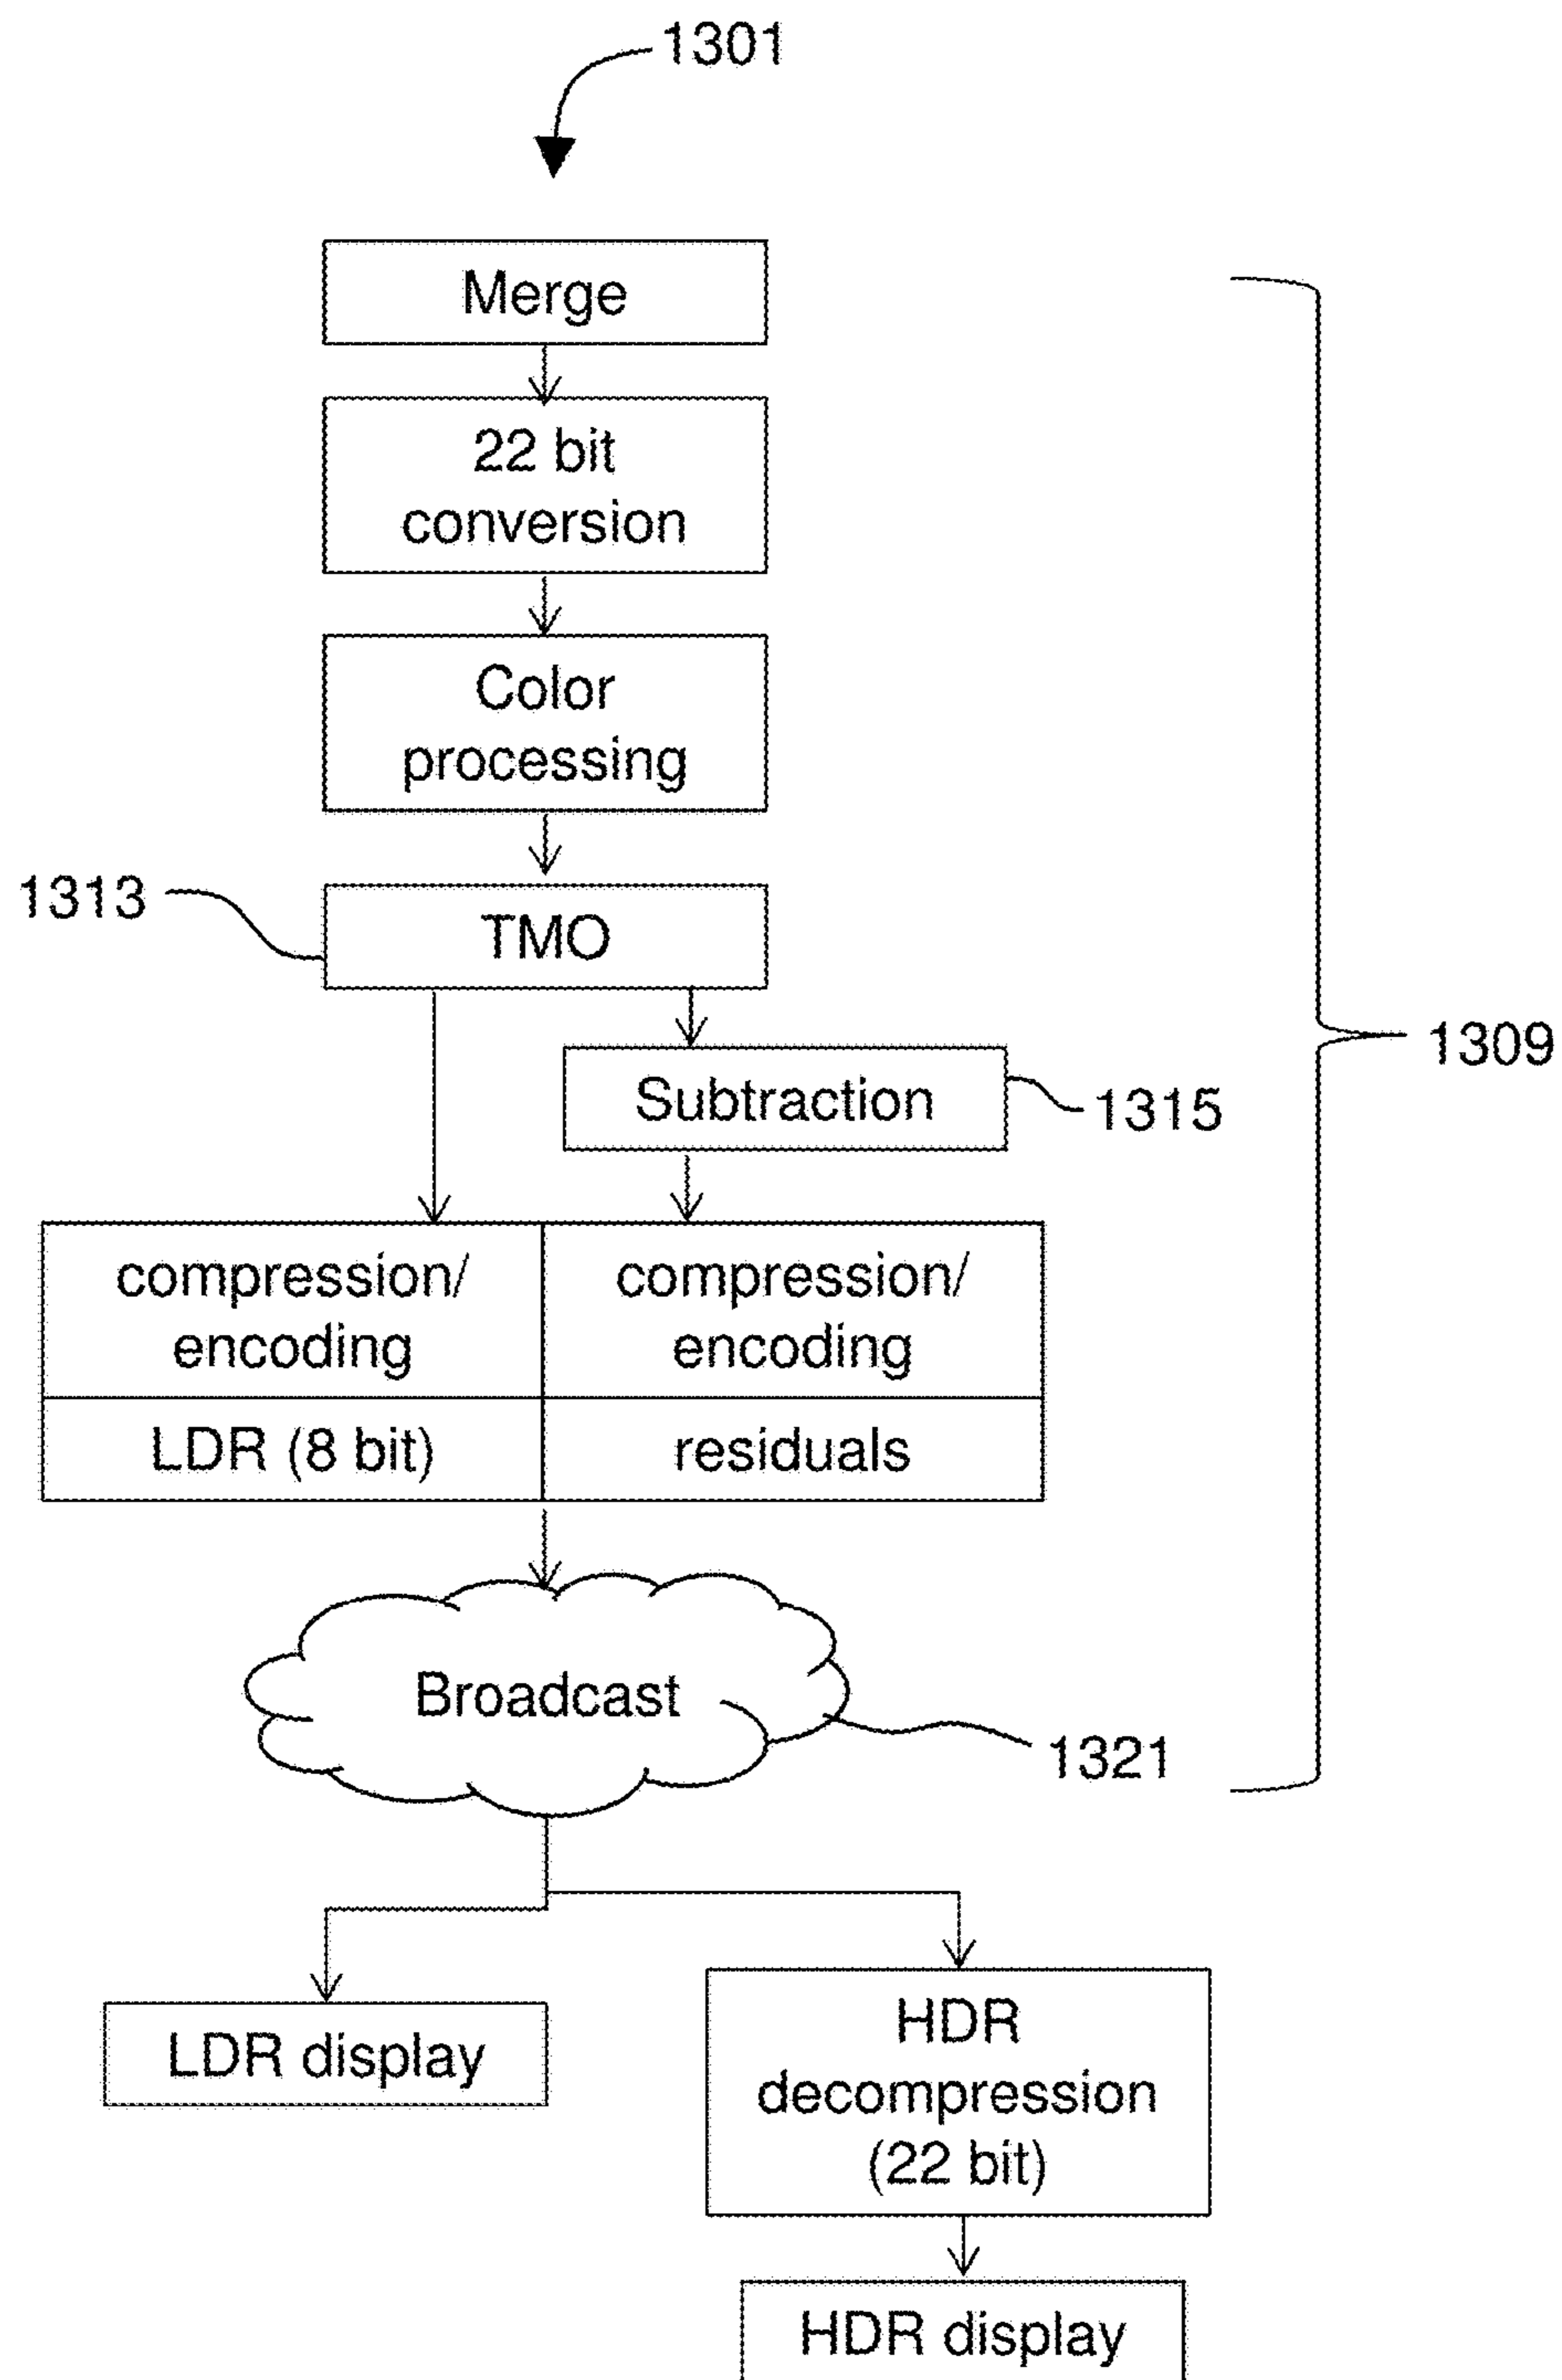 1301
Merge
22 bit
conversion
Color
processing
1313
TMO
1309
Subtraction
1315
compression/
encoding
compression/
encoding
LDR (8 bit)
residuals
Broadcast
1321
LDR display
HDR
decompression
(22 bit)
HDR display